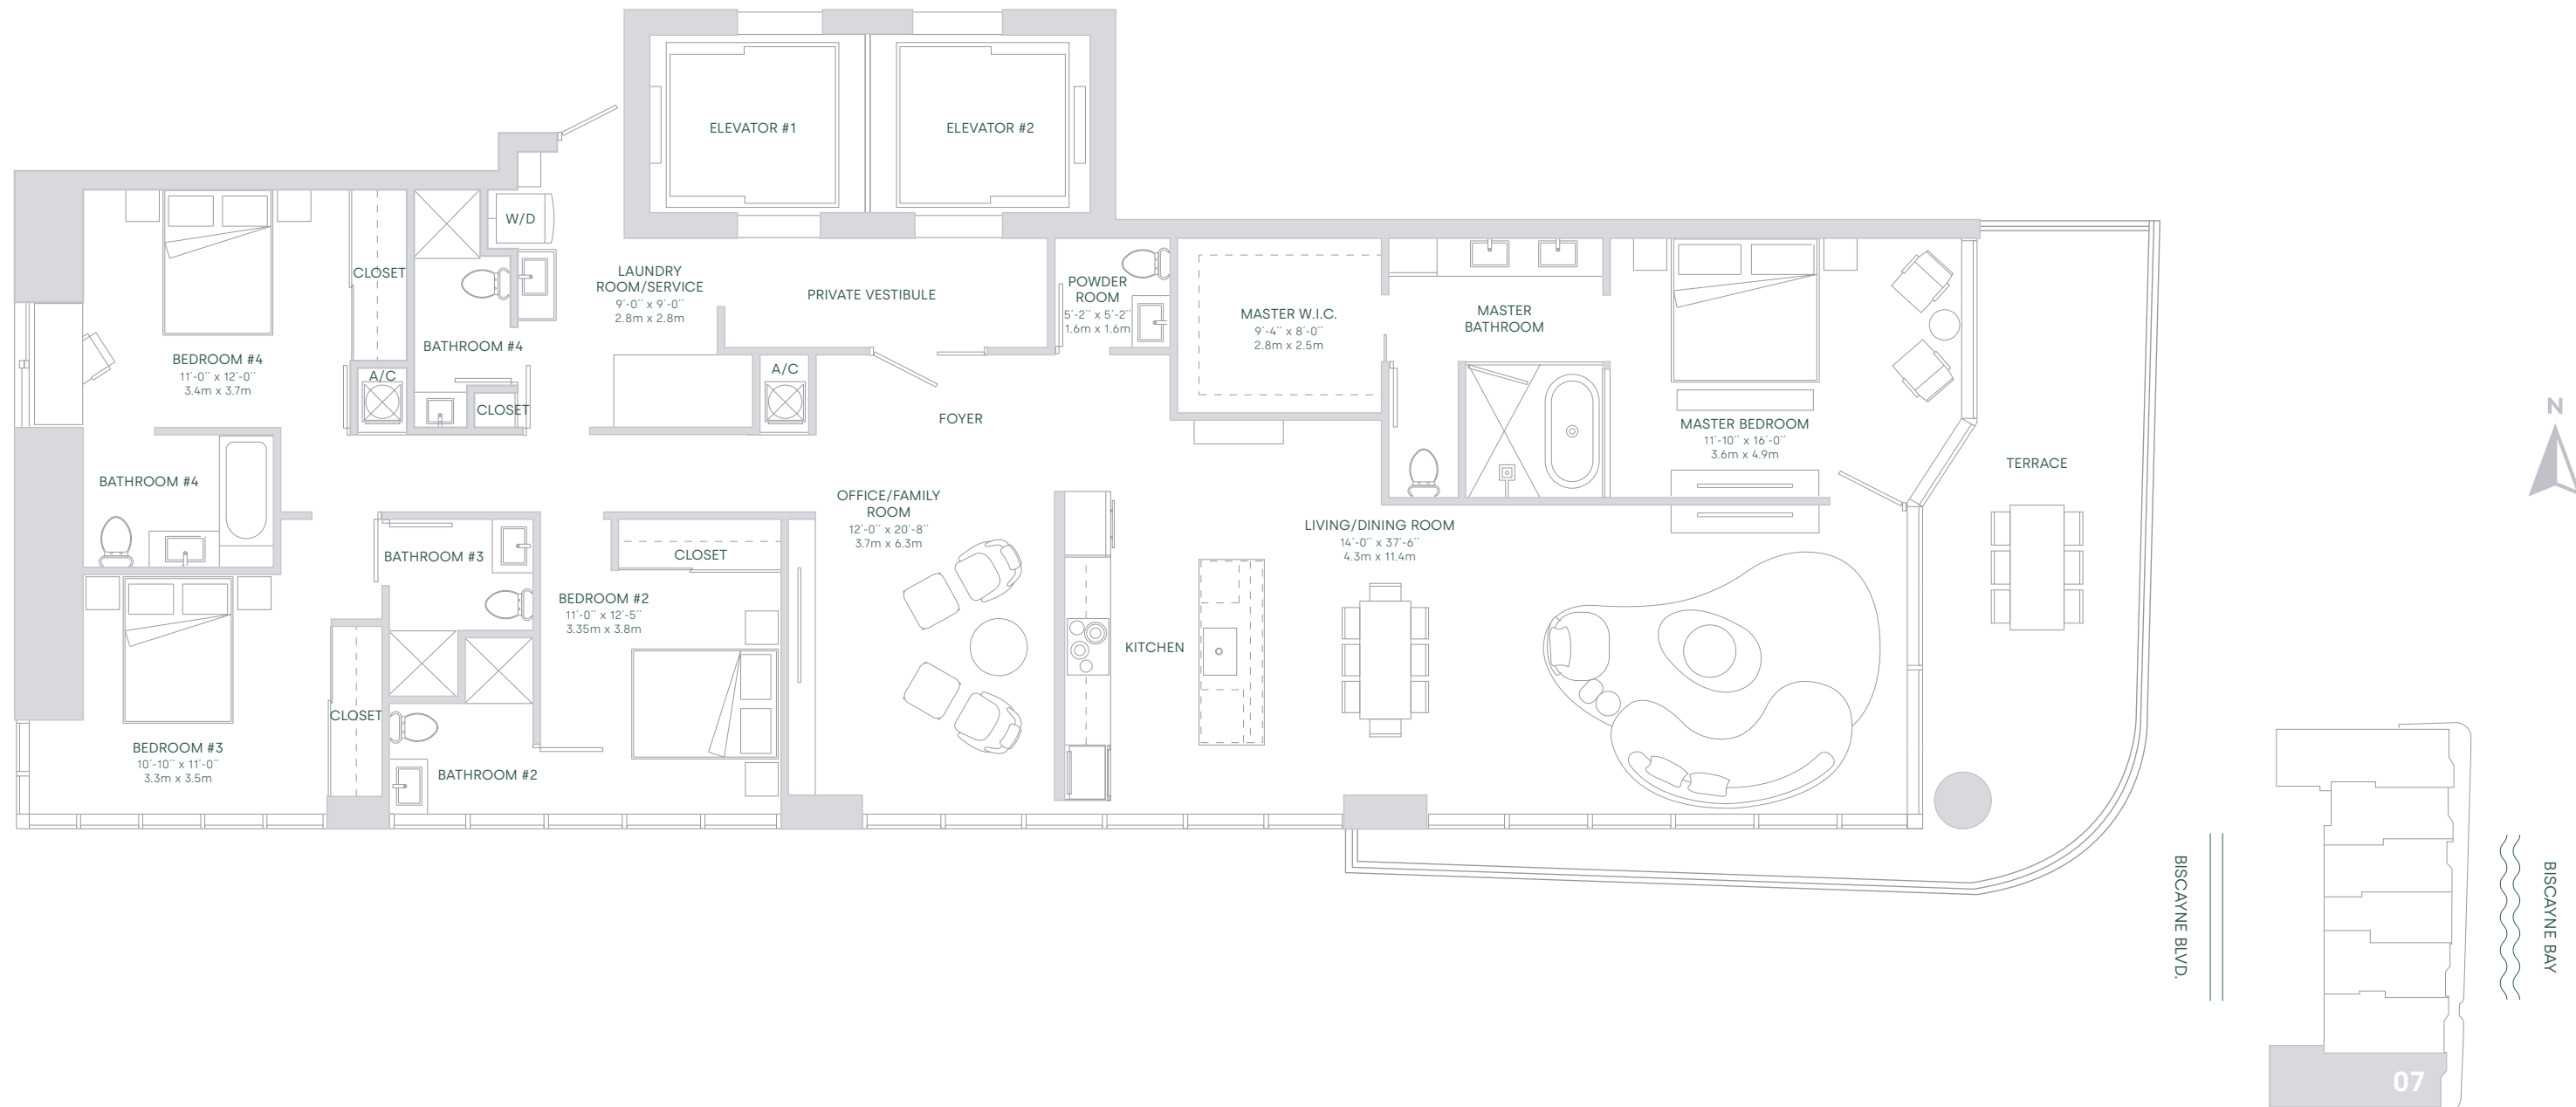 ELEVATOR #1
ELEVATOR #2
W/D
CLOSET
LAUNDRY
ROOM/SERVICE
9'-0'' x 9'-0''
2.8m x 2.8m
PRIVATE VESTIBULE
POWDER
ROOM
5'-2'' x 5'-2''
1.6m x 1.6m
MASTER W.I.C.
9'-4'' x 8'-0''
2.8m x 2.5m
MASTER
BATHROOM
BEDROOM #4
11'-0'' x 12'-0''
3.4m x 3.7m
BATHROOM #4
A/C
CLOSET
A/C
FOYER
MASTER BEDROOM
11'-10'' x 16'-0''
3.6m x 4.9m
TERRACE
N
BATHROOM #4
OFFICE/FAMILY
ROOM
12'-0'' x 20'-8''
3.7m x 6.3m
LIVING/DINING ROOM
14'-0'' x 37'-6''
4.3m x 11.4m
BATHROOM #3
CLOSET
BEDROOM #2
11'-0'' x 12'-5''
3.35m x 3.8m
KITCHEN
CLOSET
BEDROOM #3
10'-10'' x 11'-0''
3.3m x 3.5m
BATHROOM #2
BISCAYNE BLVD.
BISCAYNE BAY
07